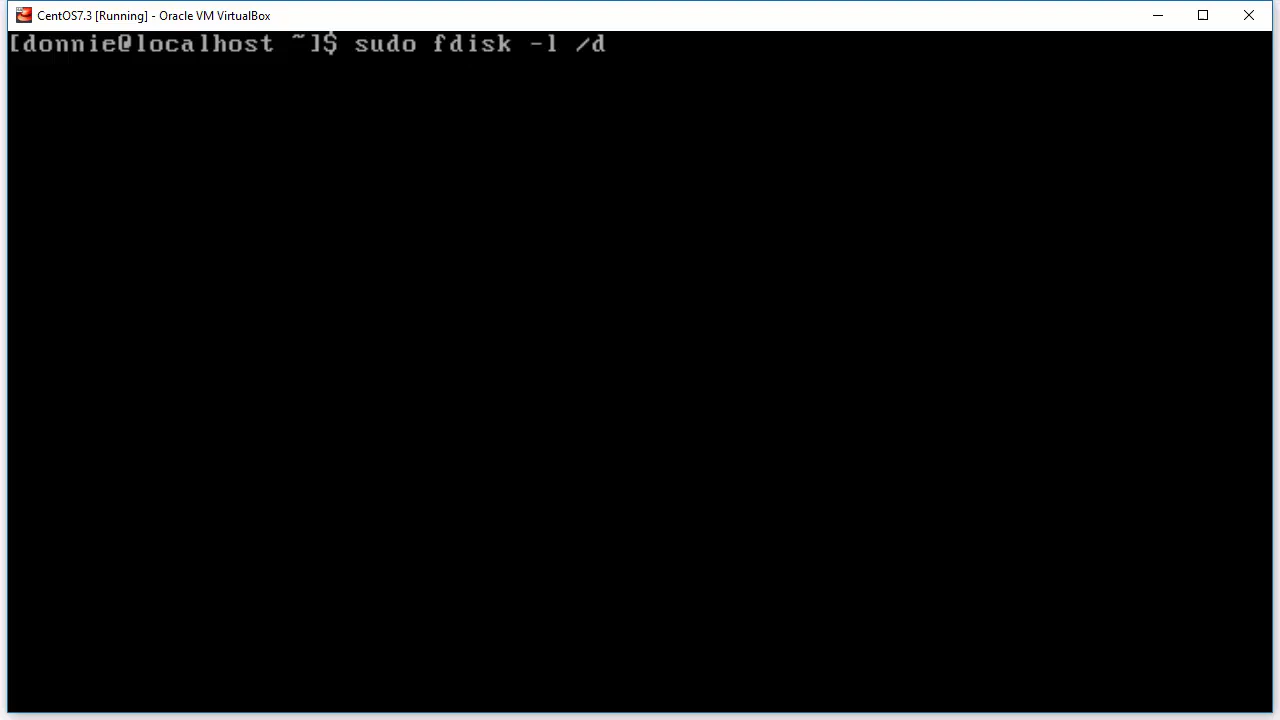 CentOS7.3 [Running] - Oracle VM VirtualBox
[donnie@localhost ~]$ sudo fdisk -l /d